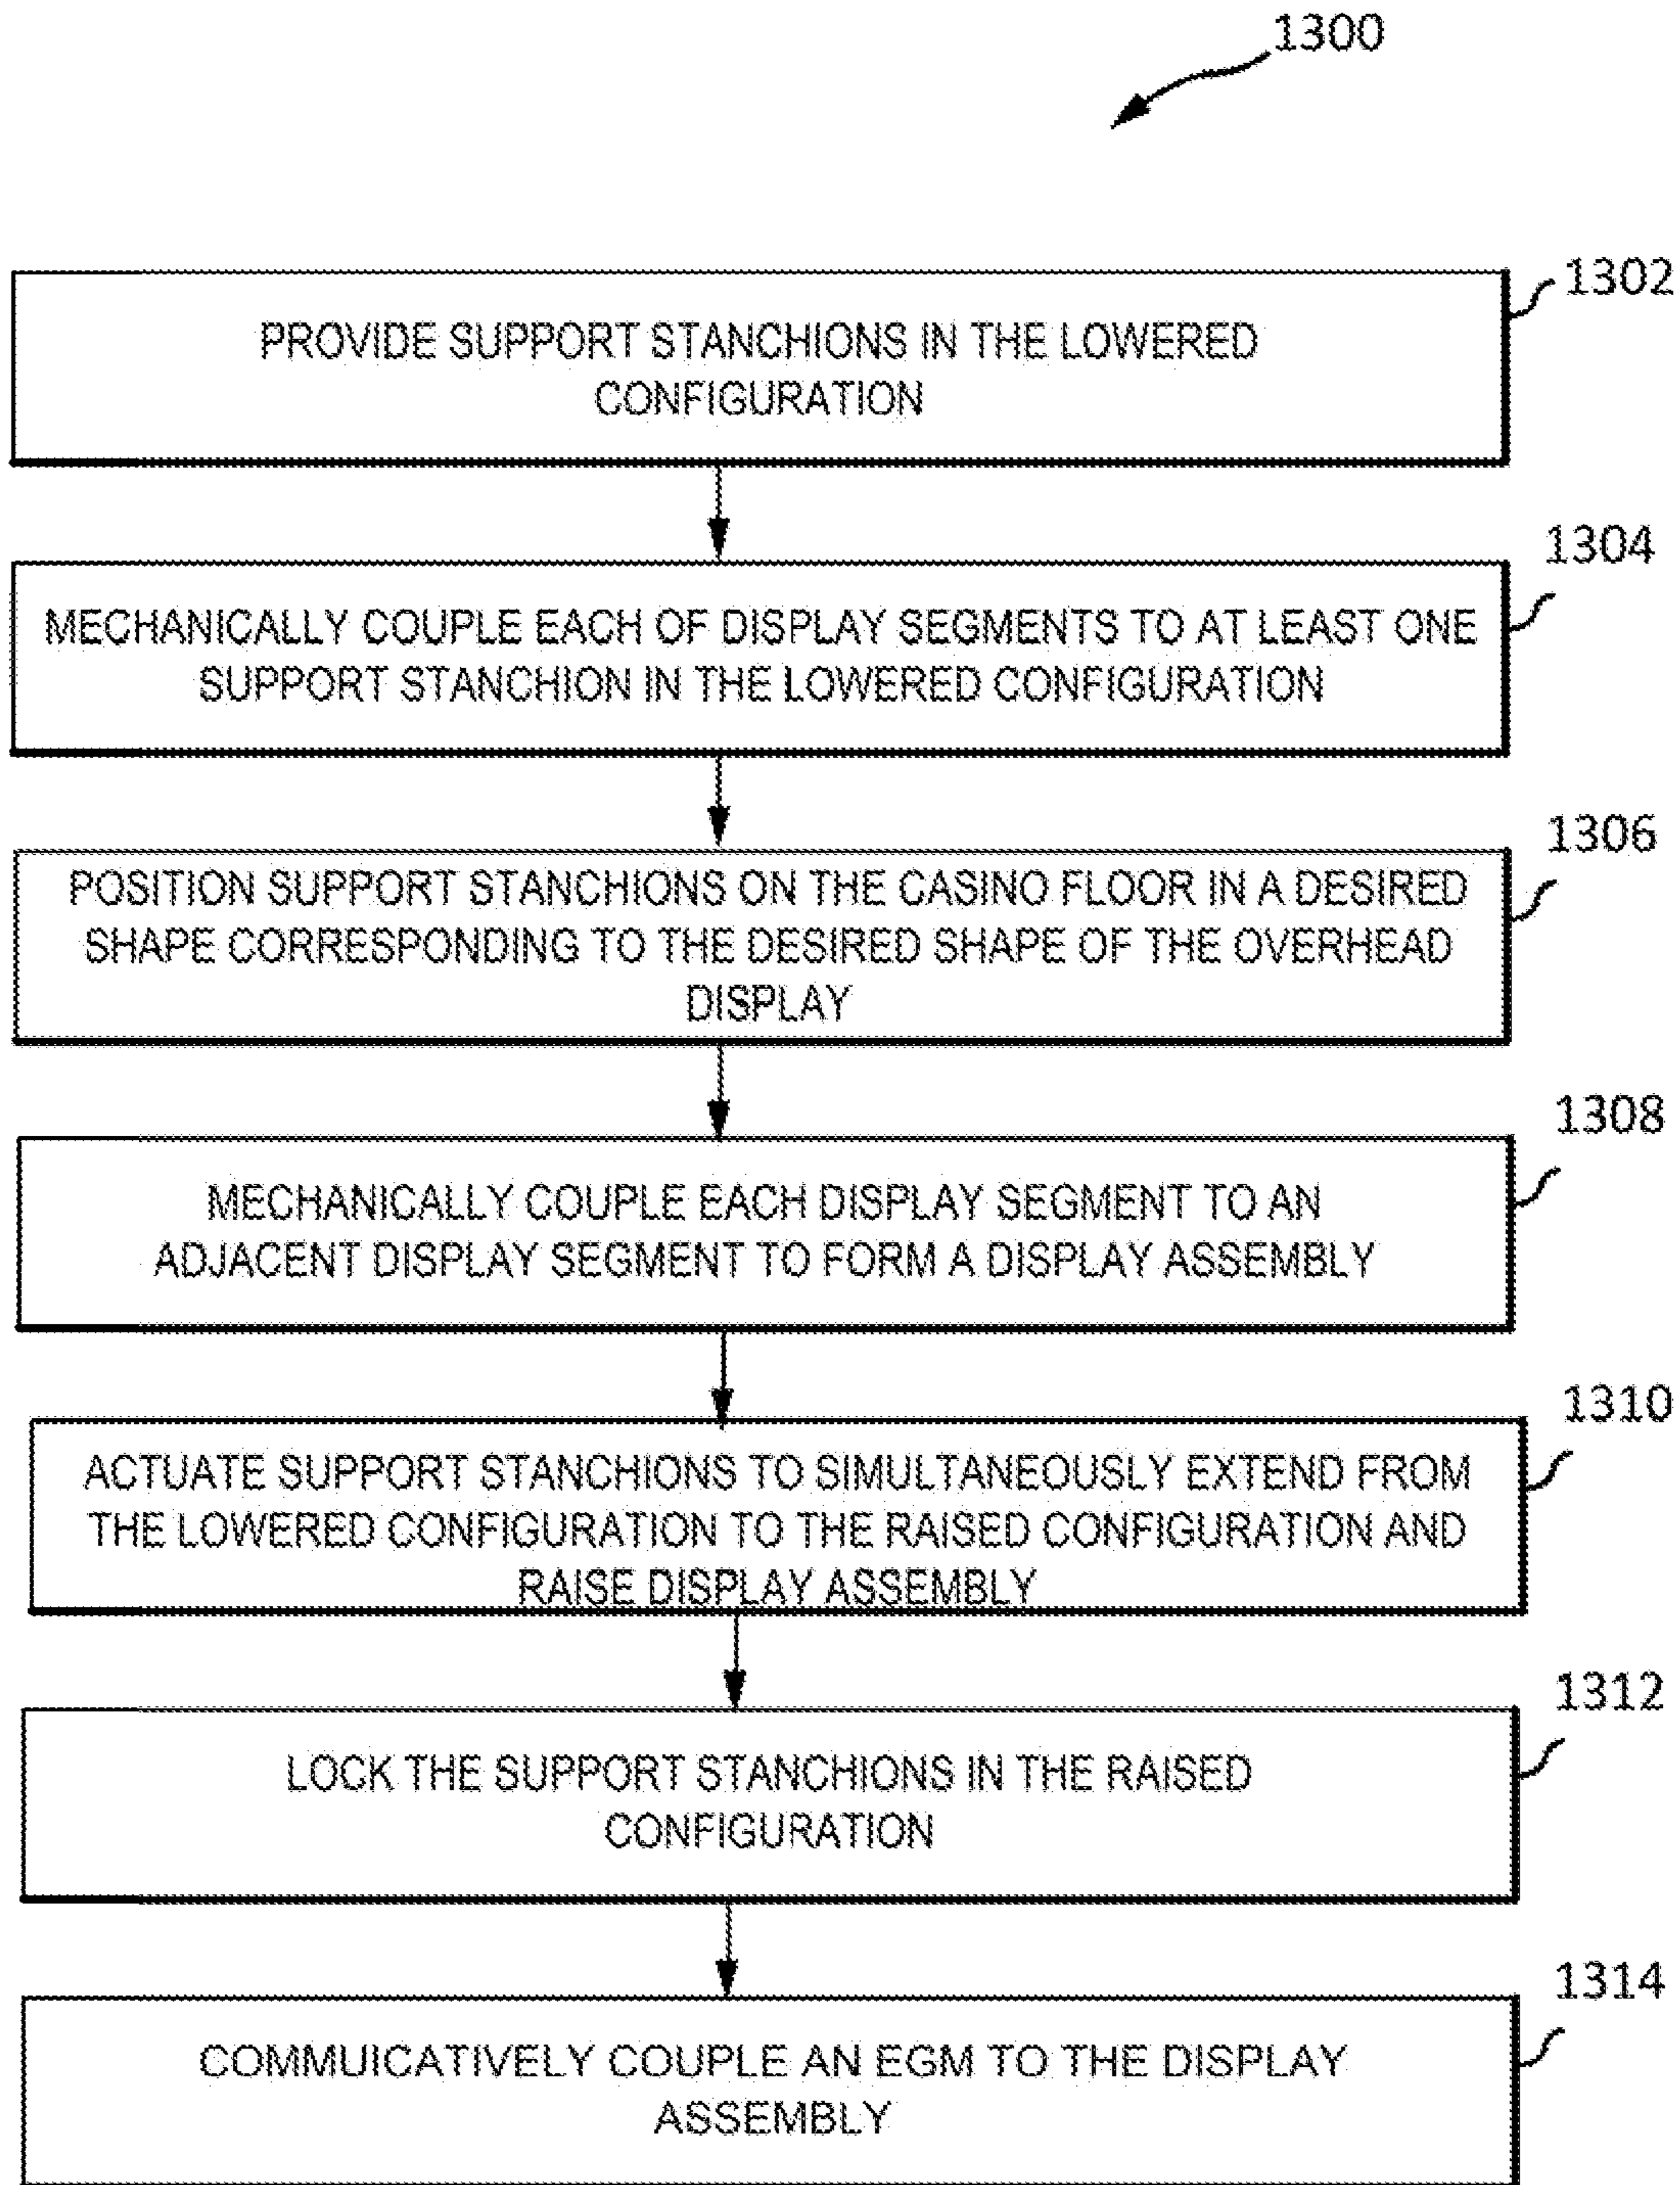 1300
1302
PROVIDE SUPPORT STANCHIONS IN THE LOWERED
CONFIGURATION
1304
MECHANICALLY COUPLE EACH OF DISPLAY SEGMENTS TO AT LEAST ONE
SUPPORT STANCHION IN THE LOWERED CONFIGURATION
1306
POSITION SUPPORT STANCHIONS ON THE CASINO FLOOR IN A DESIRED
SHAPE CORRESPONDING TO THE DESIRED SHAPE OF THE OVERHEAD
DISPLAY
1308
MECHANICALLY COUPLE EACH DISPLAY SEGMENT TO AN
ADJACENT DISPLAY SEGMENT TO FORM A DISPLAY ASSEMBLY
1310
ACTUATE SUPPORT STANCHIONS TO SIMULTANEOUSLY EXTEND FROM
THE LOWERED CONFIGURATION TO THE RAISED CONFIGURATION AND
RAISE DISPLAY ASSEMBLY
1312
LOCK THE SUPPORT STANCHIONS IN THE RAISED
CONFIGURATION
1314
COMMUICATIVELY COUPLE AN EGM TO THE DISPLAY
ASSEMBLY